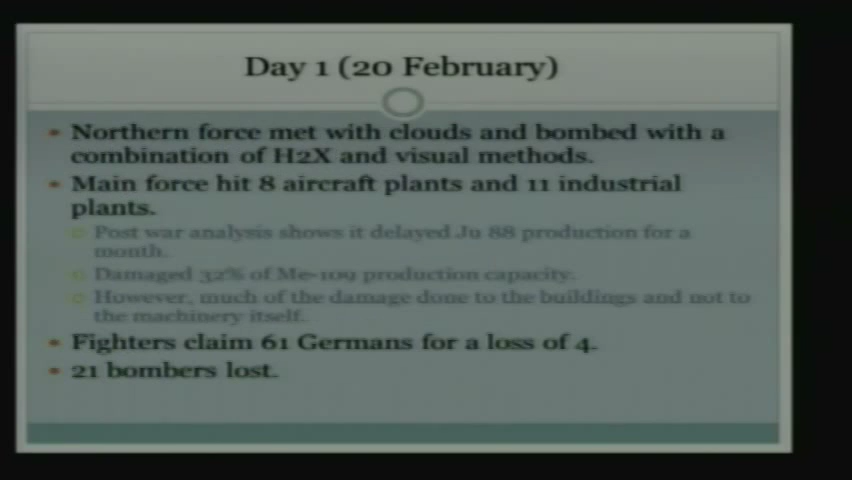 Day 1 (20 February)
Northern force met with clouds and bombed with a
combination of H2X and visual methods.
Main force hit 8 aircraft plants and 11 industrial
plants.
Post war analysis shows it delayed Ju 88 production for a
month.
Damaged 32% of Me-109 production capacity.
However, much of the damage done to the buildings and not to
the machinery itself.
Fighters claim 61 Germans for a loss of 4.
21 bombers lost.